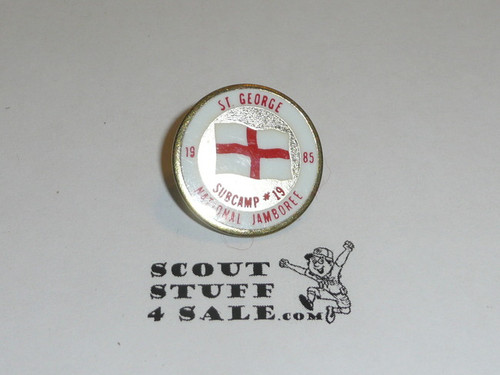 ST. GEORGE
19 85
SUBCAMP #19
NATIONAL JAMBOREE
SCOUT
STUFF
4 SALE.COM